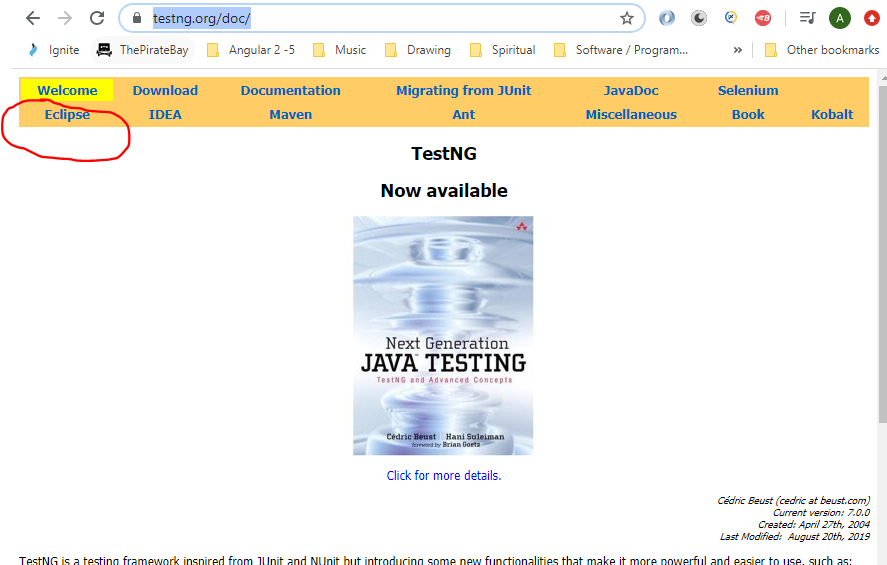 testng.org/doc/
A
Ignite ThePirateBay Angular 2 -5 Music Drawing Spiritual Software / Program... » Other bookmarks
Welcome Download Documentation Migrating from JUnit JavaDoc Selenium
Eclipse IDEA Maven Ant Miscellaneous Book Kobalt
TestNG
Now available
Next Generation
JAVA™ TESTING
TestNG and Advanced Concepts
Cédric Beust Hani Suleiman
foreword by Brian Goetz
Click for more details.
Cédric Beust (cedric at beust.com)
Current version: 7.0.0
Created: April 27th, 2004
Last Modified: August 20th, 2019
TestNG is a testing framework inspired from JUnit and NUnit but introducing some new functionalities that make it more powerful and easier to use, such as: